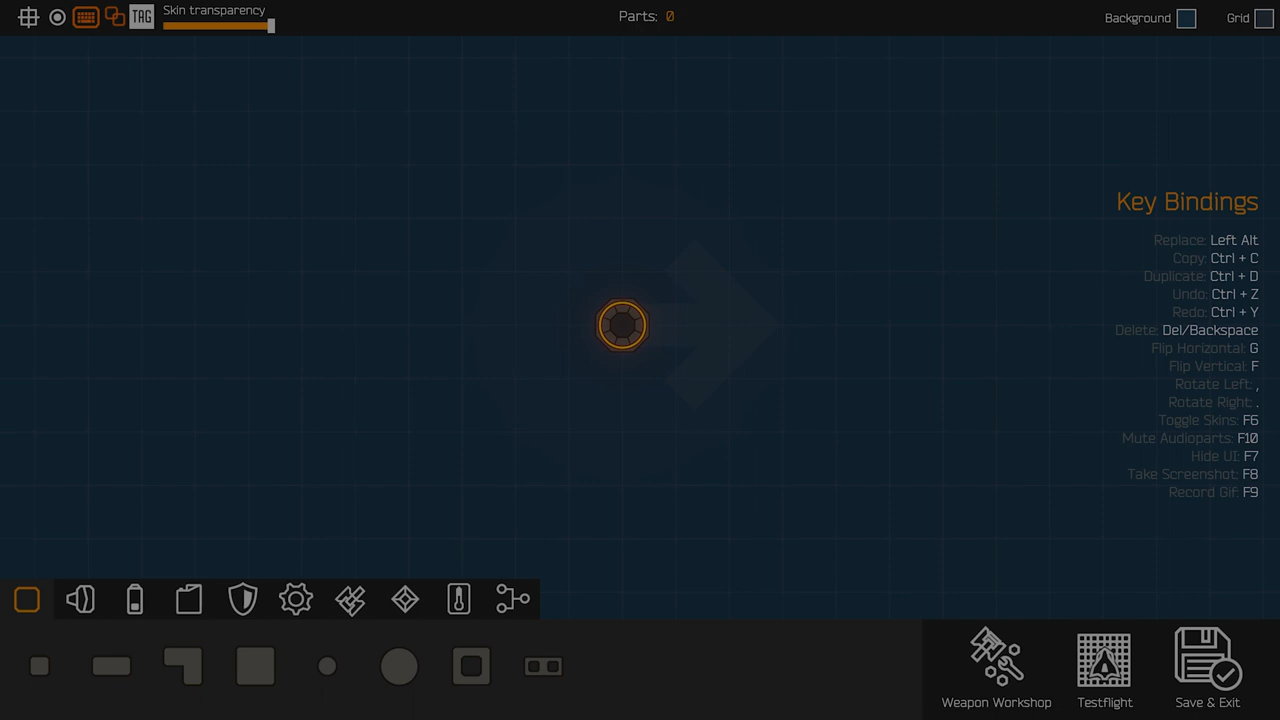 TAG
Skin transparency
Parts: 0
Background
Grid
Key Bindings
Replace: Left Alt
Copy: Ctrl + C
Duplicate: Ctrl + D
Undo: Ctrl + Z
Redo: Ctrl + Y
Delete: Del/Backspace
Flip Horizontal: G
Flip Vertical: F
Rotate Left: ,
Rotate Right: .
Toggle Skins: F6
Mute Audioparts: F10
Hide UI: F7
Take Screenshot: F8
Record Gif: F9
Weapon Workshop
Testflight
Save & Exit